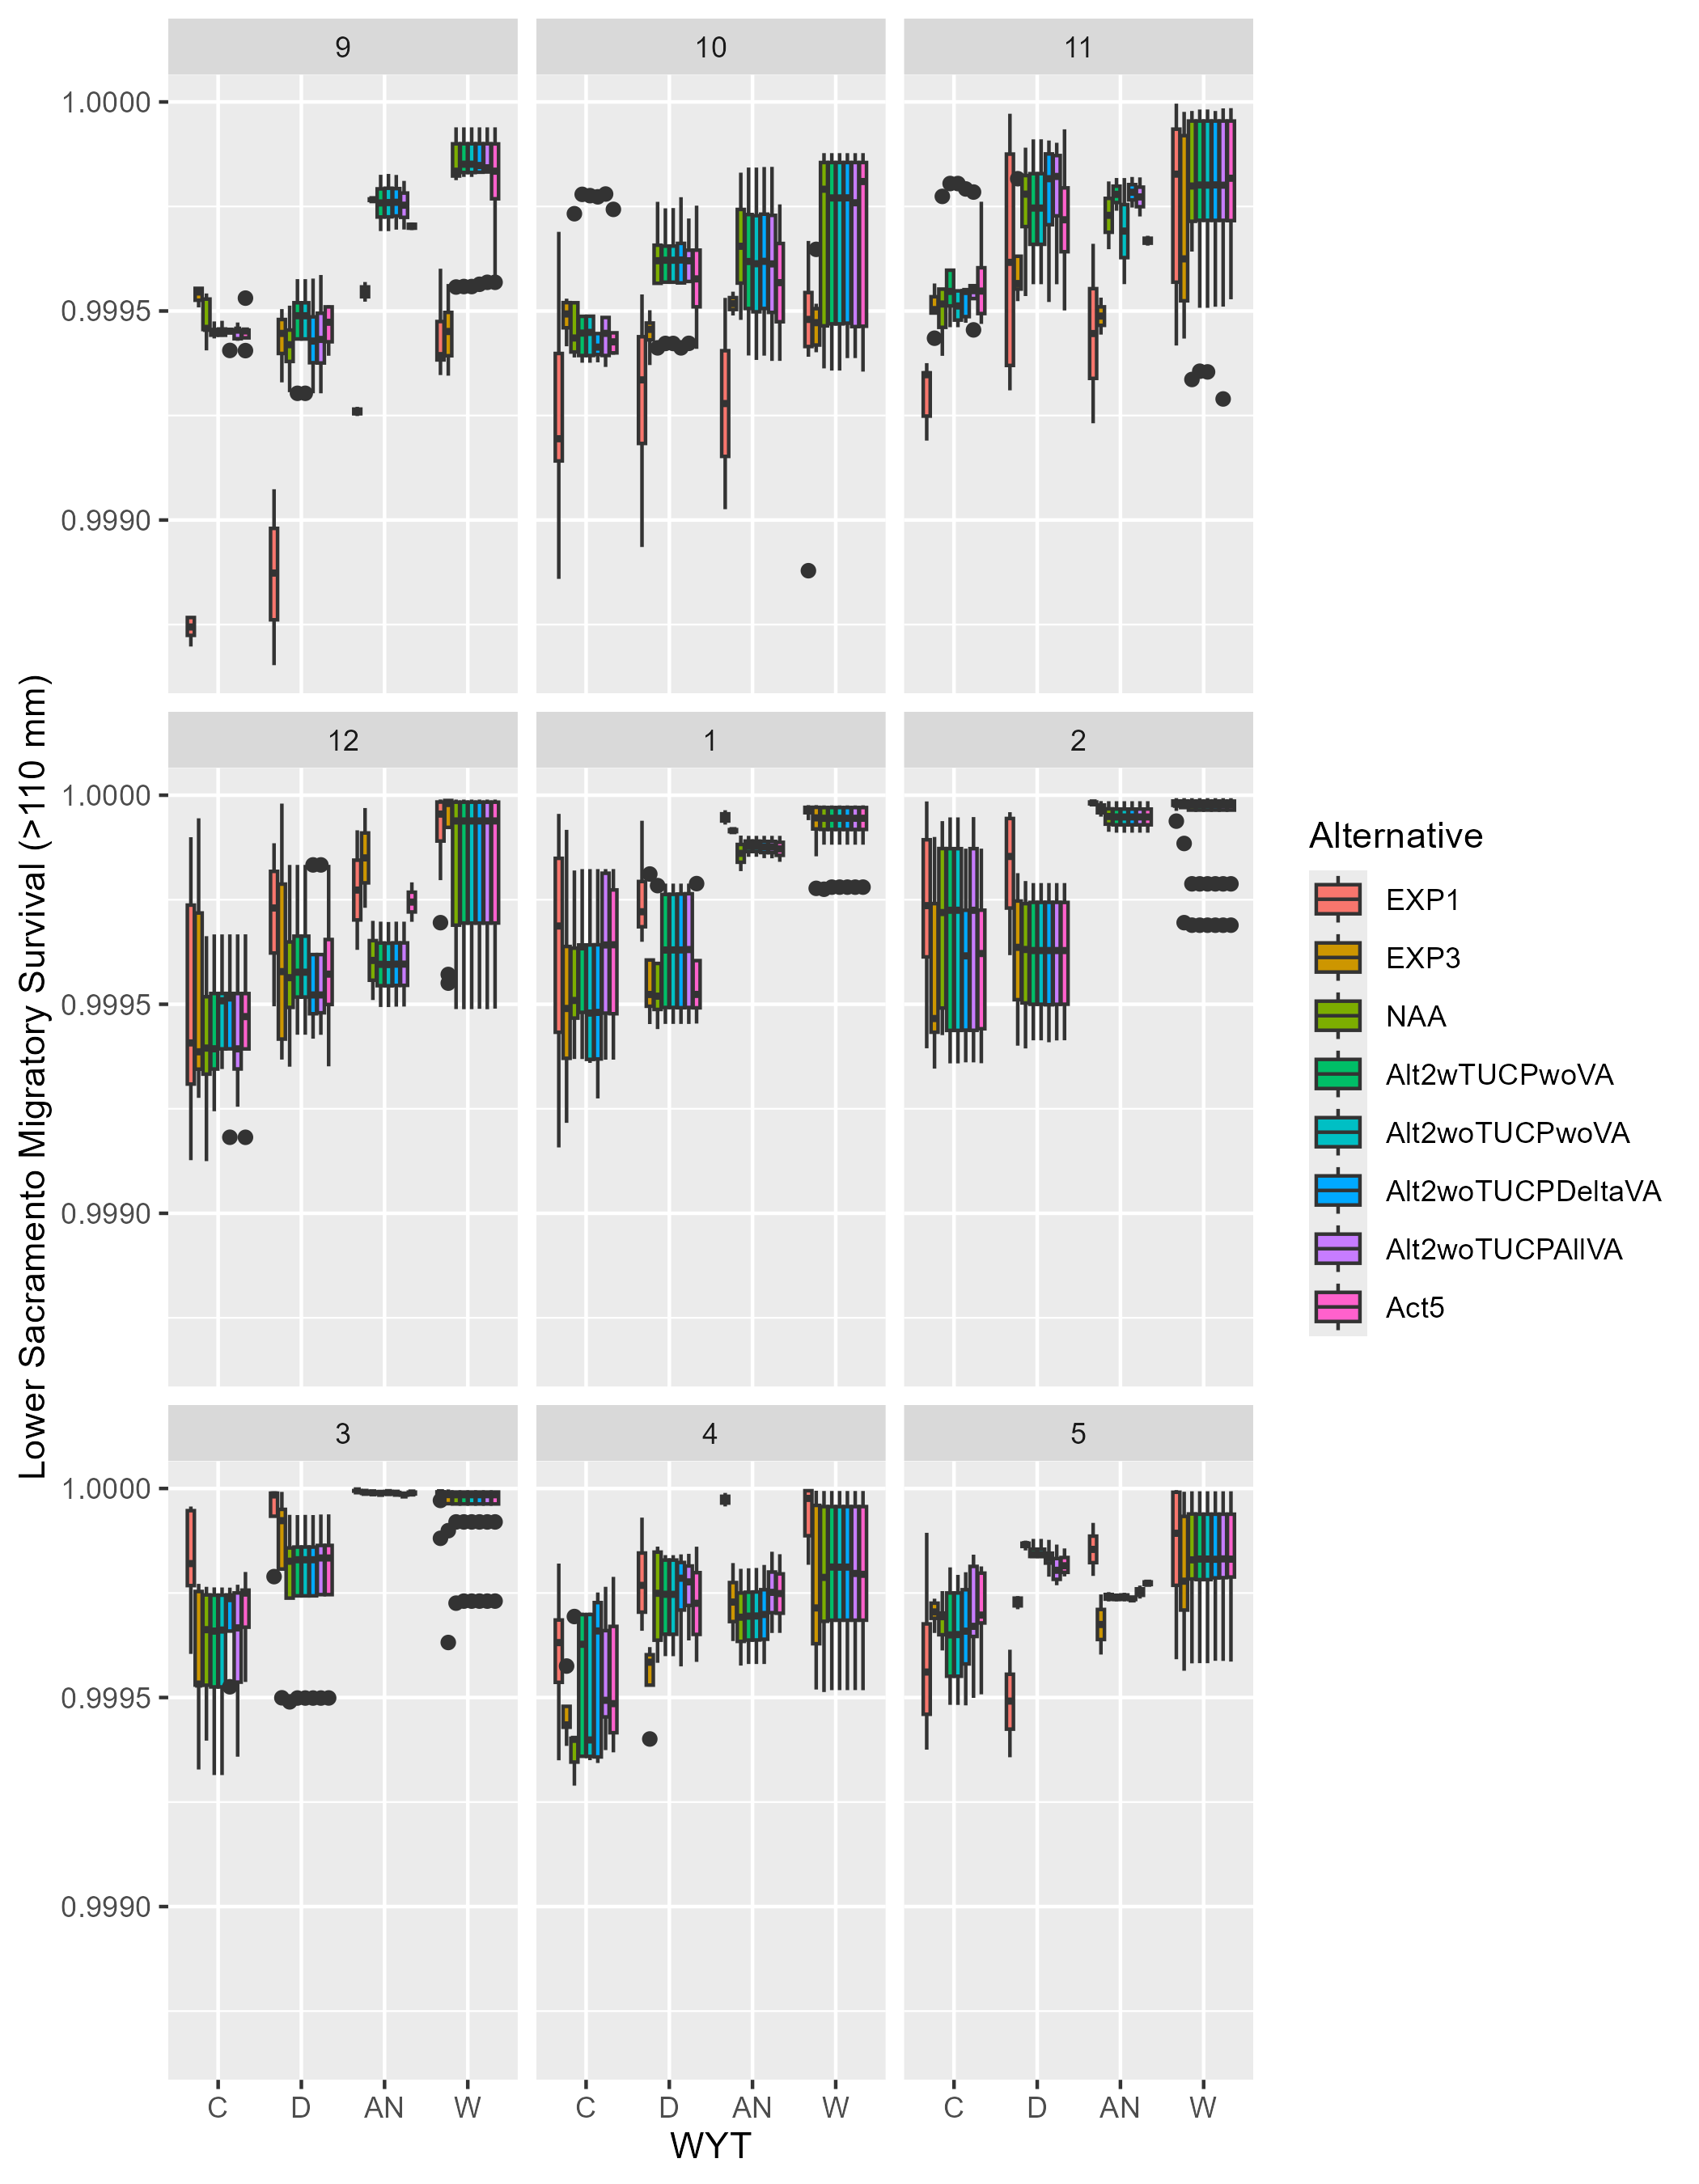 9
10
11
1.0000
0.9995
0.9990
12
1
2
1.0000
0.9995
0.9990
3
4
5
1.0000
0.9995
0.9990
C D AN W
C D AN W
C D AN W
WYT
Lower Sacramento Migratory Survival (>110 mm)
Alternative
EXP1
EXP3
NAA
Alt2wTUCPwoVA
Alt2woTUCPwoVA
Alt2woTUCPDeltaVA
Alt2woTUCPAllVA
Act5